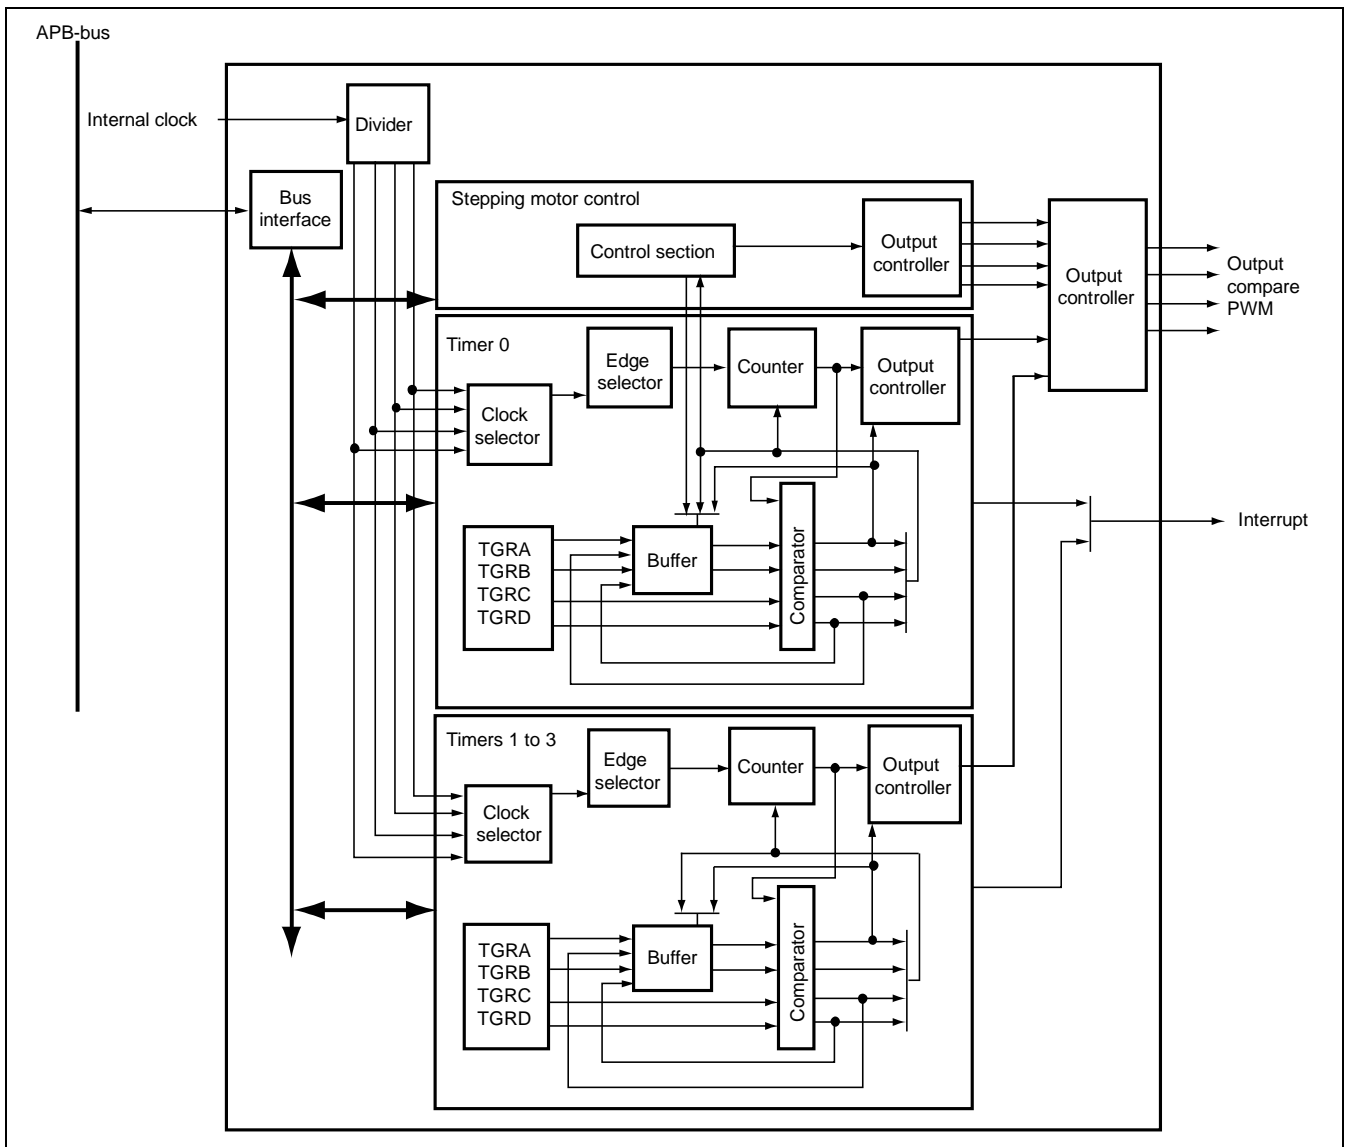 APB-bus
Internal clock
Divider
Bus
interface
Stepping motor control
Control section
Output
controller
Output
controller
Output
compare
PWM
Timer 0
Clock
selector
Edge
selector
Counter
Output
controller
TGRA
TGRB
TGRC
TGRD
Buffer
Comparator
Interrupt
Timers 1 to 3
Clock
selector
Edge
selector
Counter
Output
controller
TGRA
TGRB
TGRC
TGRD
Buffer
Comparator